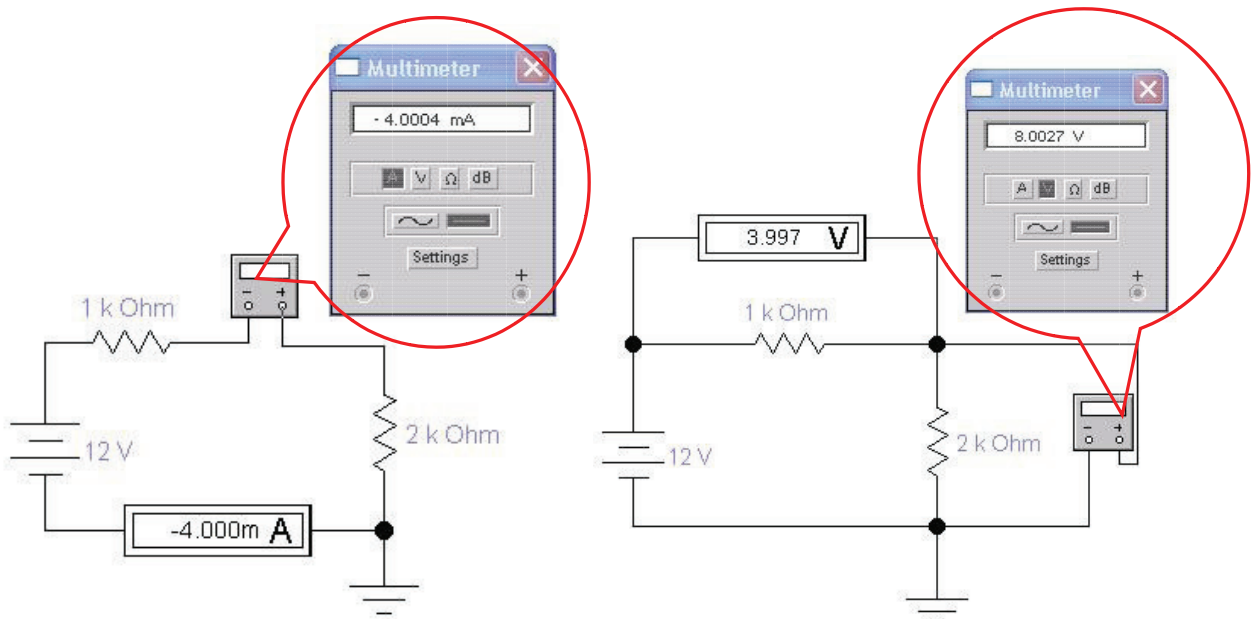 Multimeter
- 4.0004 mA
A V Ω dB
Settings
- +
- +
1 k Ohm
12 V
2 k Ohm
-4.000m A
Multimeter
8.0027 V
A V Ω dB
Settings
- +
3.997 V
1 k Ohm
- +
12 V
2 k Ohm